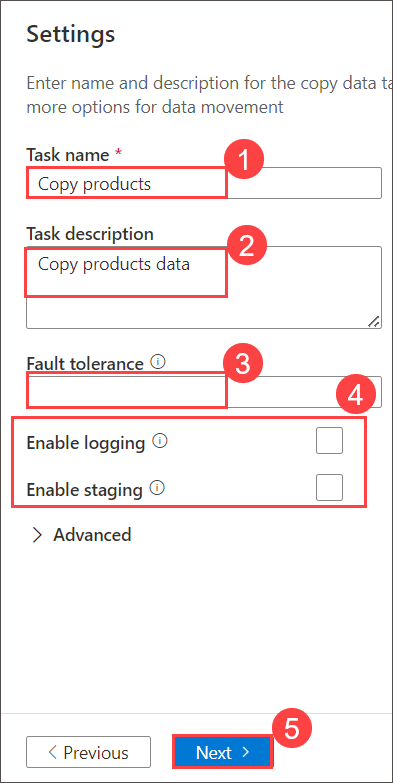 Settings
Enter name and description for the copy data ta
more options for data movement
Task name *
1
Copy products
Task description
2
Copy products data
Fault tolerance
3
4
Enable logging
Enable staging
Advanced
5
Previous
Next